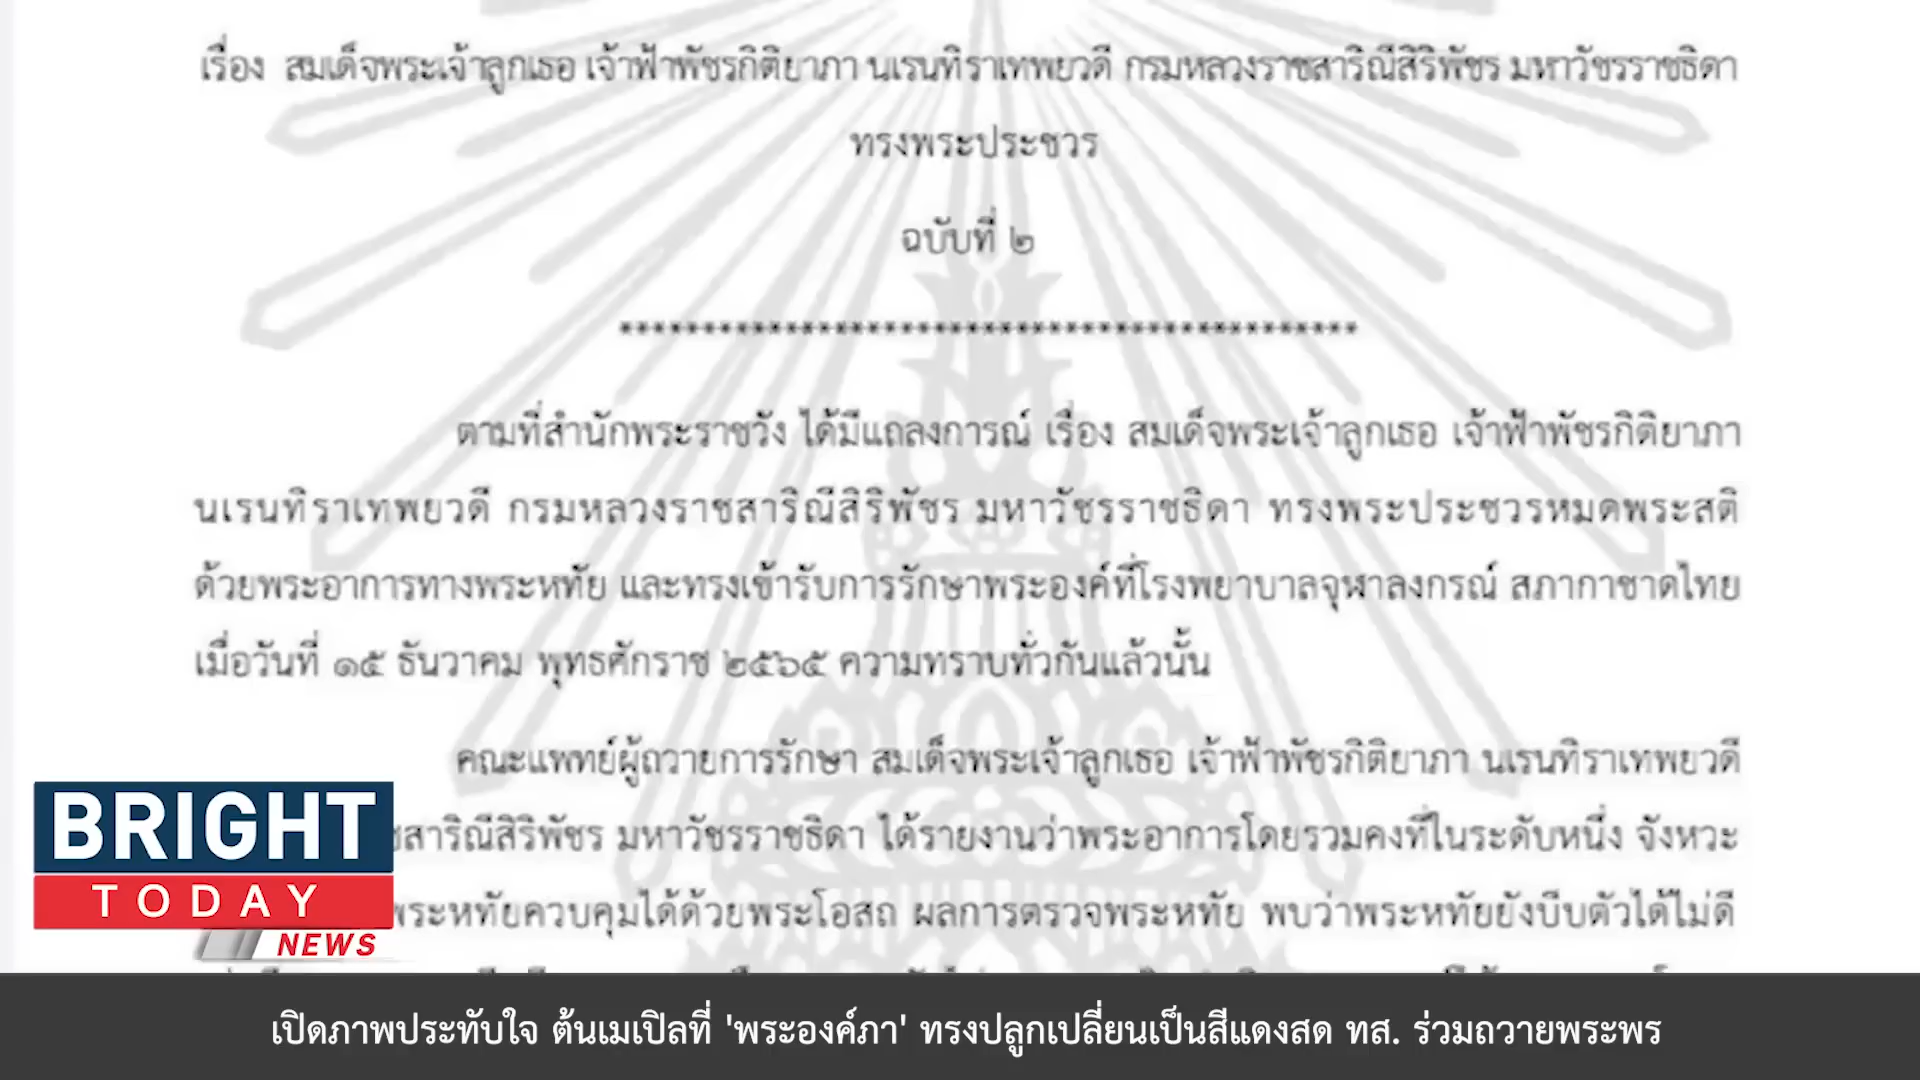 เรื่อง สมเด็จพระเจ้าลูกเธอ เจ้าฟ้าพัชรกิติยาภา นเรนทิราเทพยวดี กรมหลวงราชสาริณีสิริพัชร มหาวัชรราชธิดา
ทรงพระประชวร
ฉบับที่ ๒
*********************************************
ตามที่สำนักพระราชวัง ได้มีแถลงการณ์ เรื่อง สมเด็จพระเจ้าลูกเธอ เจ้าฟ้าพัชรกิติยาภา
นเรนทิราเทพยวดี กรมหลวงราชสาริณีสิริพัชร มหาวัชรราชธิดา ทรงพระประชวรหมดพระสติ
ด้วยพระอาการทางพระหทัย และทรงเข้ารับการรักษาพระองค์ที่โรงพยาบาลจุฬาลงกรณ์ สภากาชาดไทย
เมื่อวันที่ ๑๕ ธันวาคม พุทธศักราช ๒๕๖๕ ความทราบทั่วกันแล้วนั้น
คณะแพทย์ผู้ถวายการรักษา สมเด็จพระเจ้าลูกเธอ เจ้าฟ้าพัชรกิติยาภา นเรนทิราเทพยวดี
ชสาริณีสิริพัชร มหาวัชรราชธิดา ได้รายงานว่าพระอาการโดยรวมคงที่ในระดับหนึ่ง จังหวะ
พระหทัยควบคุมได้ด้วยพระโอสถ ผลการตรวจพระหทัย พบว่าพระหทัยยังบีบตัวได้ไม่ดี
BRIGHT
TODAY
NEWS
เปิดภาพประทับใจ ต้นเมเปิลที่ 'พระองค์ภา' ทรงปลูกเปลี่ยนเป็นสีแดงสด ทส. ร่วมถวายพระพร